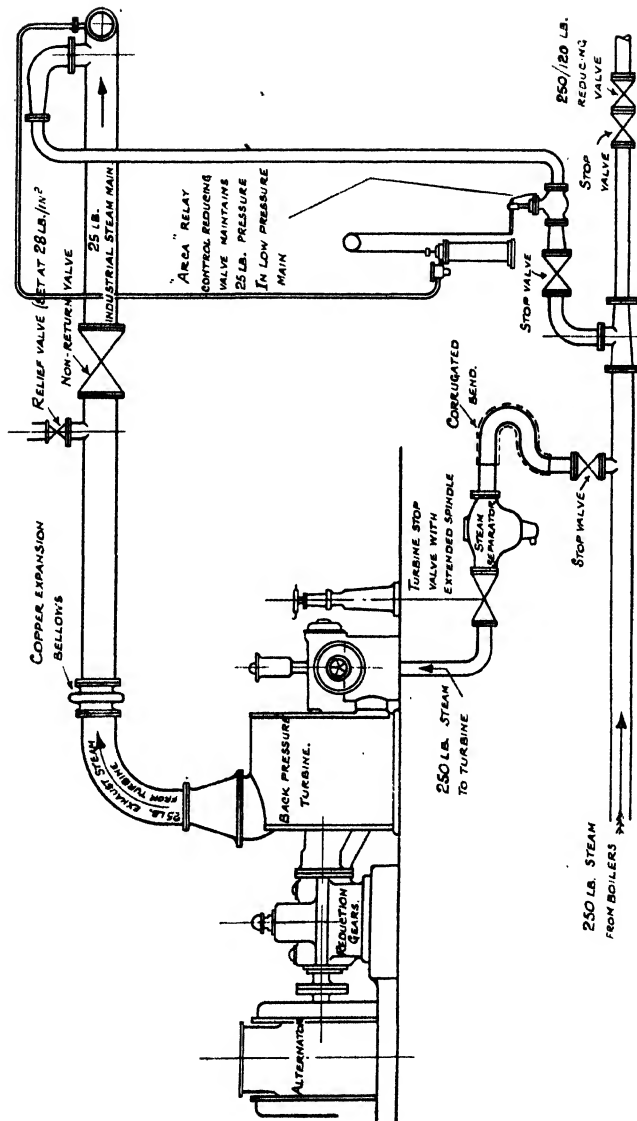 COPPER EXPANSION
BELLOWS
RELIEF VALVE (SET AT 28 LB./IN²
NON-RETURN VALVE
25 LB.
INDUSTRIAL STEAM MAIN
25 LB. EXHAUST STEAM
FROM TURBINE
"AREA" RELAY
CONTROL REDUCING
VALVE MAINTAINS
25 LB. PRESSURE
IN LOW PRESSURE
MAIN
ALTERNATOR
REDUCTION
GEARS.
BACK PRESSURE
TURBINE.
TURBINE STOP
VALVE WITH
EXTENDED SPINDLE
STEAM
SEPARATOR
CORRUGATED
BEND.
STOP VALVE
STOP VALVE
STOP
VALVE
250/120 LB.
REDUCING
VALVE
250 LB. STEAM
TO TURBINE
250 LB. STEAM
FROM BOILERS